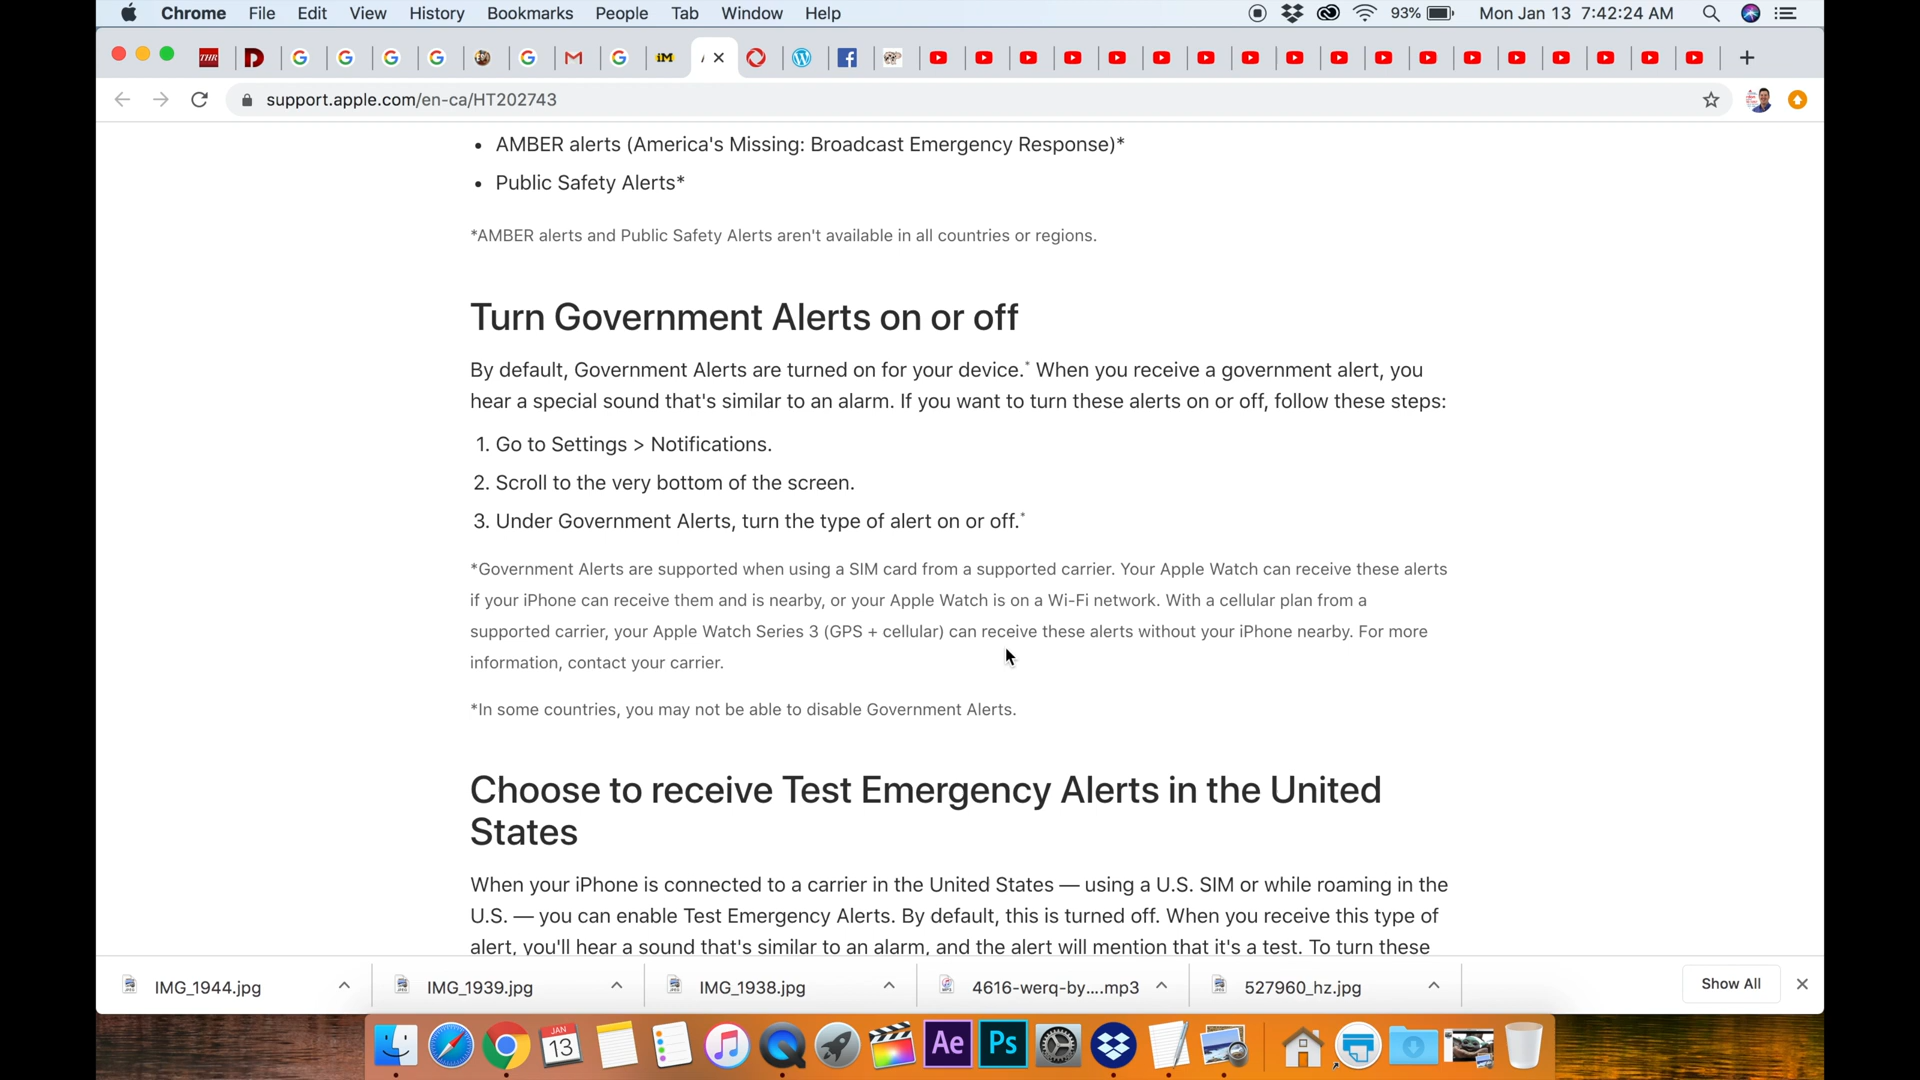 Chrome File Edit View History Bookmarks People Tab Window Help 93% Mon Jan 13 7:42:24 AM
THR D G G G G G M G iM
support.apple.com/en-ca/HT202743
• AMBER alerts (America's Missing: Broadcast Emergency Response)*
• Public Safety Alerts*
*AMBER alerts and Public Safety Alerts aren't available in all countries or regions.
Turn Government Alerts on or off
By default, Government Alerts are turned on for your device.* When you receive a government alert, you
hear a special sound that's similar to an alarm. If you want to turn these alerts on or off, follow these steps:
1. Go to Settings > Notifications.
2. Scroll to the very bottom of the screen.
3. Under Government Alerts, turn the type of alert on or off.*
*Government Alerts are supported when using a SIM card from a supported carrier. Your Apple Watch can receive these alerts
if your iPhone can receive them and is nearby, or your Apple Watch is on a Wi-Fi network. With a cellular plan from a
supported carrier, your Apple Watch Series 3 (GPS + cellular) can receive these alerts without your iPhone nearby. For more
information, contact your carrier.
*In some countries, you may not be able to disable Government Alerts.
Choose to receive Test Emergency Alerts in the United
States
When your iPhone is connected to a carrier in the United States — using a U.S. SIM or while roaming in the
U.S. — you can enable Test Emergency Alerts. By default, this is turned off. When you receive this type of
alert, you'll hear a sound that's similar to an alarm, and the alert will mention that it's a test. To turn these
IMG_1944.jpg IMG_1939.jpg IMG_1938.jpg 4616-werq-by....mp3 527960_hz.jpg Show All
JAN
13 Ae Ps